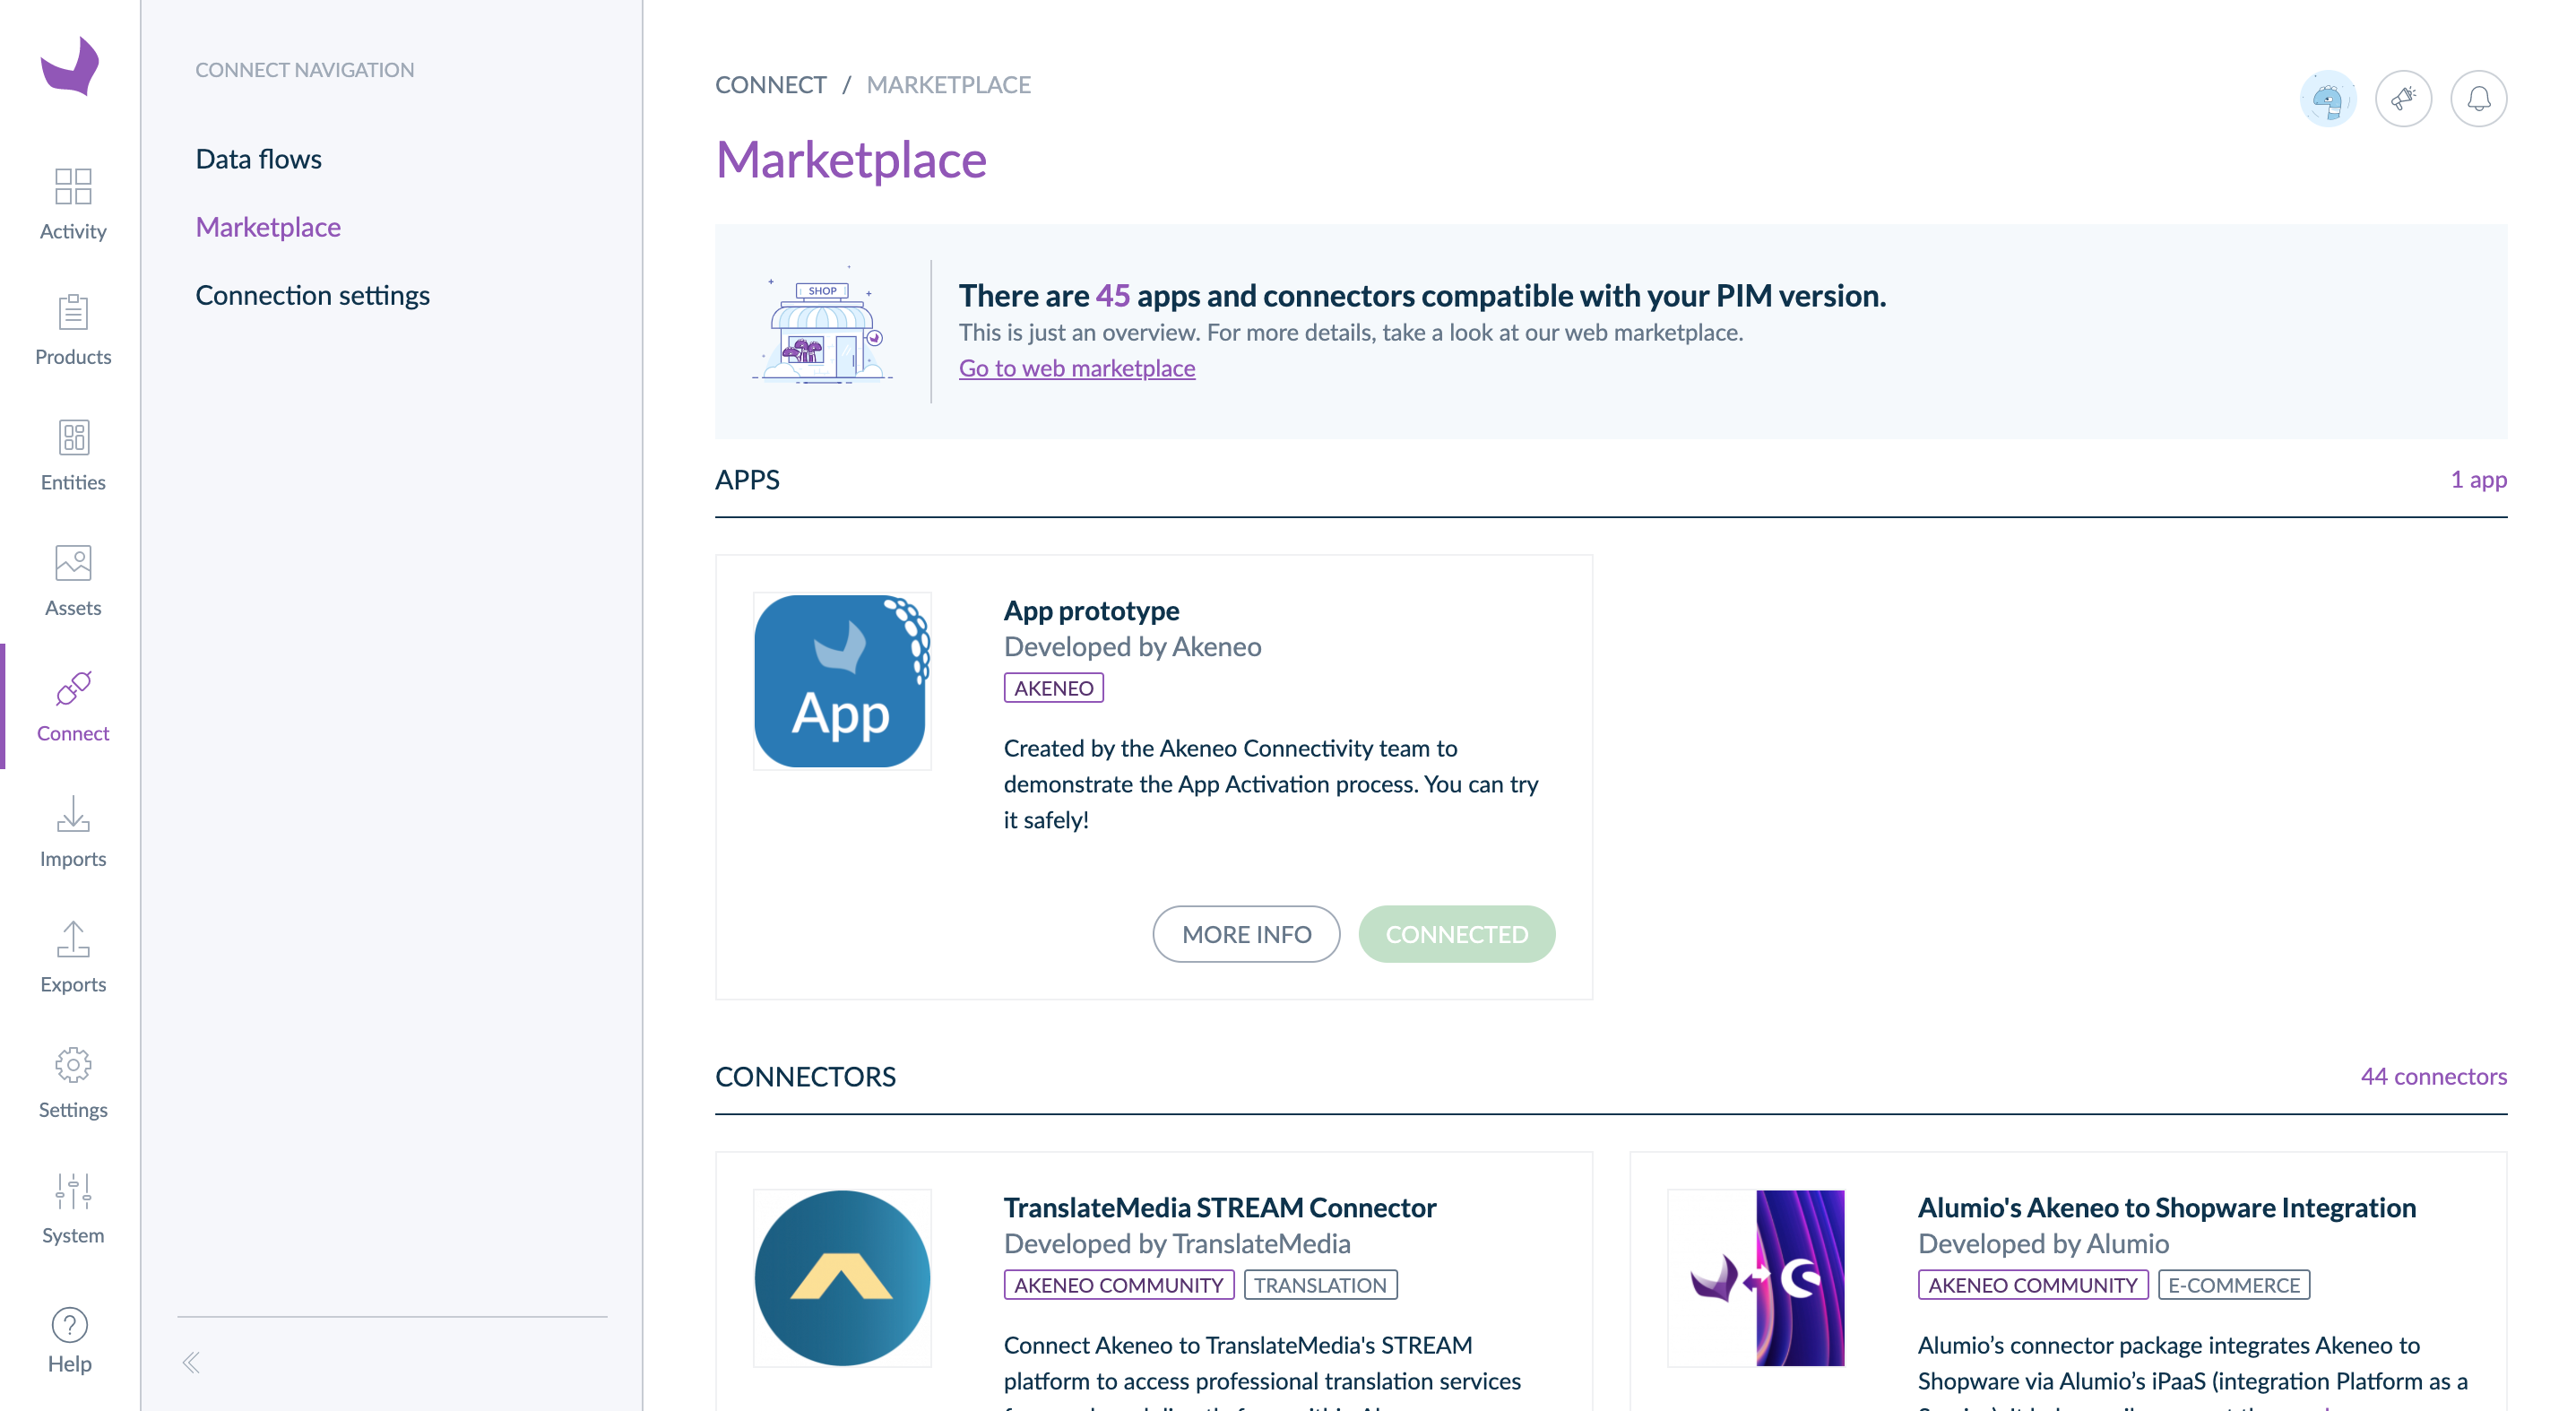 CONNECT NAVIGATION
Data flows
Marketplace
Connection settings
Activity
Products
Entities
Assets
Connect
Imports
Exports
Settings
System
Help
CONNECT / MARKETPLACE
Marketplace
SHOP
There are 45 apps and connectors compatible with your PIM version.
This is just an overview. For more details, take a look at our web marketplace.
Go to web marketplace
APPS
1 app
App
App prototype
Developed by Akeneo
AKENEO
Created by the Akeneo Connectivity team to
demonstrate the App Activation process. You can try
it safely!
MORE INFO
CONNECTED
CONNECTORS
44 connectors
TranslateMedia STREAM Connector
Developed by TranslateMedia
AKENEO COMMUNITY
TRANSLATION
Connect Akeneo to TranslateMedia's STREAM
platform to access professional translation services
Alumio's Akeneo to Shopware Integration
Developed by Alumio
AKENEO COMMUNITY
E-COMMERCE
Alumio’s connector package integrates Akeneo to
Shopware via Alumio’s iPaaS (integration Platform as a